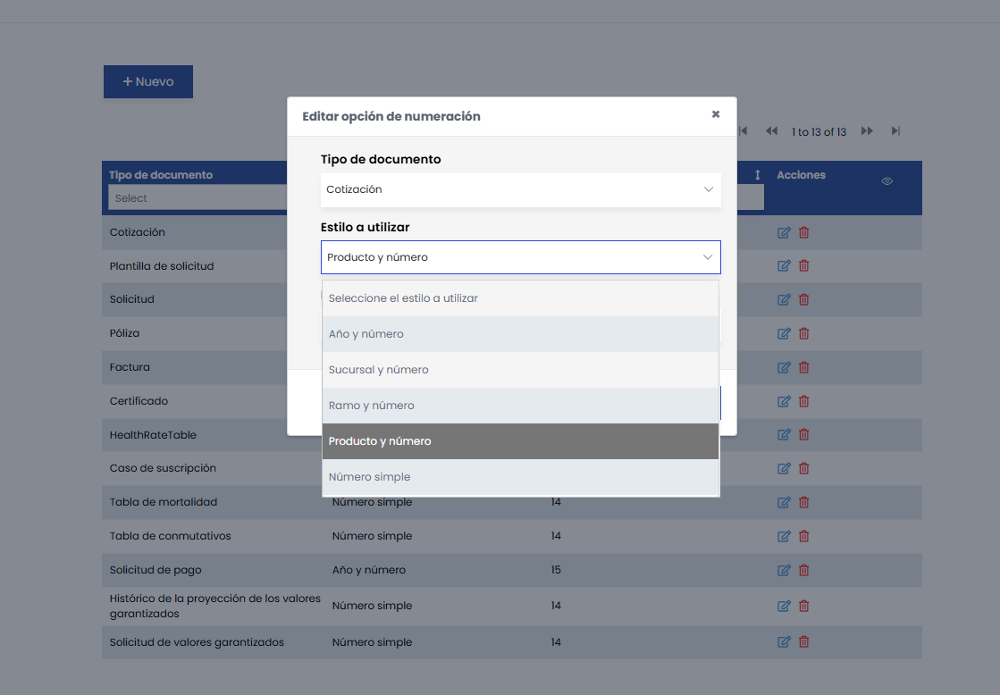 + Nuevo
Editar opción de numeración
1 to 13 of 13
Tipo de documento
Cotización
Estilo a utilizar
Producto y número
Seleccione el estilo a utilizar
Año y número
Sucursal y número
Ramo y número
Producto y número
Número simple
Tipo de documento
Acciones
Select
Cotización
Plantilla de solicitud
Solicitud
Póliza
Factura
Certificado
HealthRateTable
Caso de suscripción
Tabla de mortalidad Número simple 14
Tabla de conmutativos Número simple 14
Solicitud de pago Año y número 15
Histórico de la proyección de los valores
garantizados Número simple 14
Solicitud de valores garantizados Número simple 14